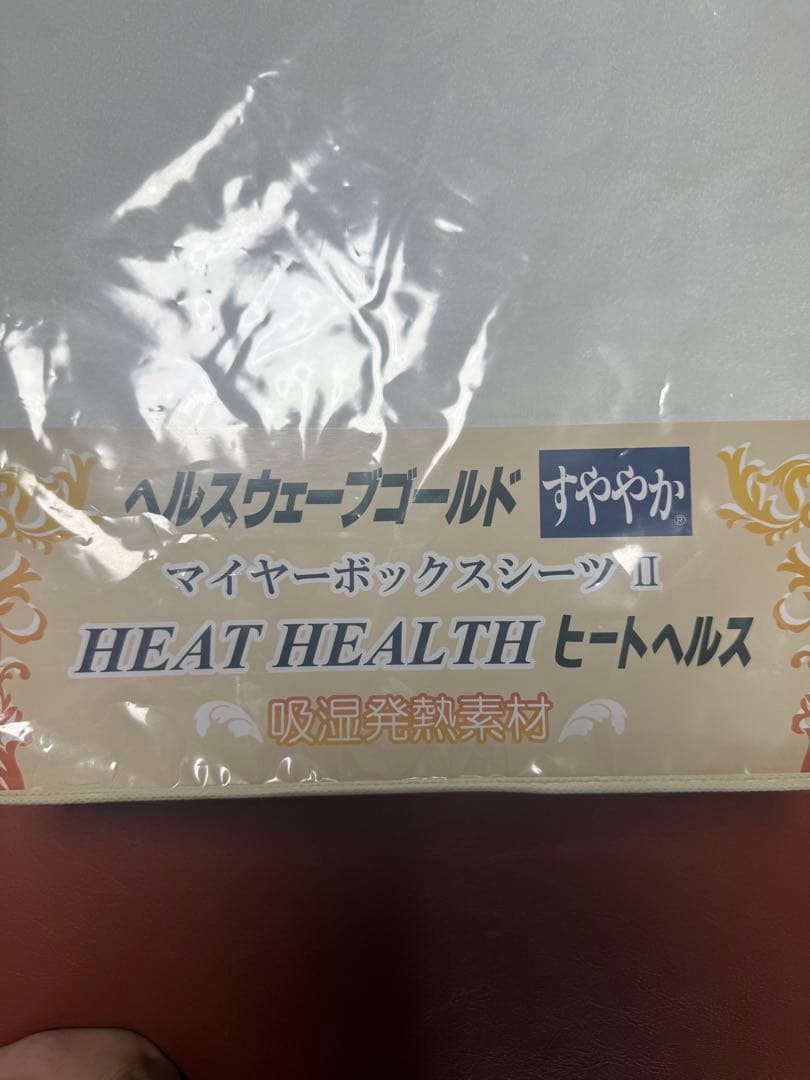 ヘルスウェーブゴールド すややか®
マイヤーボックスシーツ II
HEAT HEALTH ヒートヘルス
吸湿発熱素材